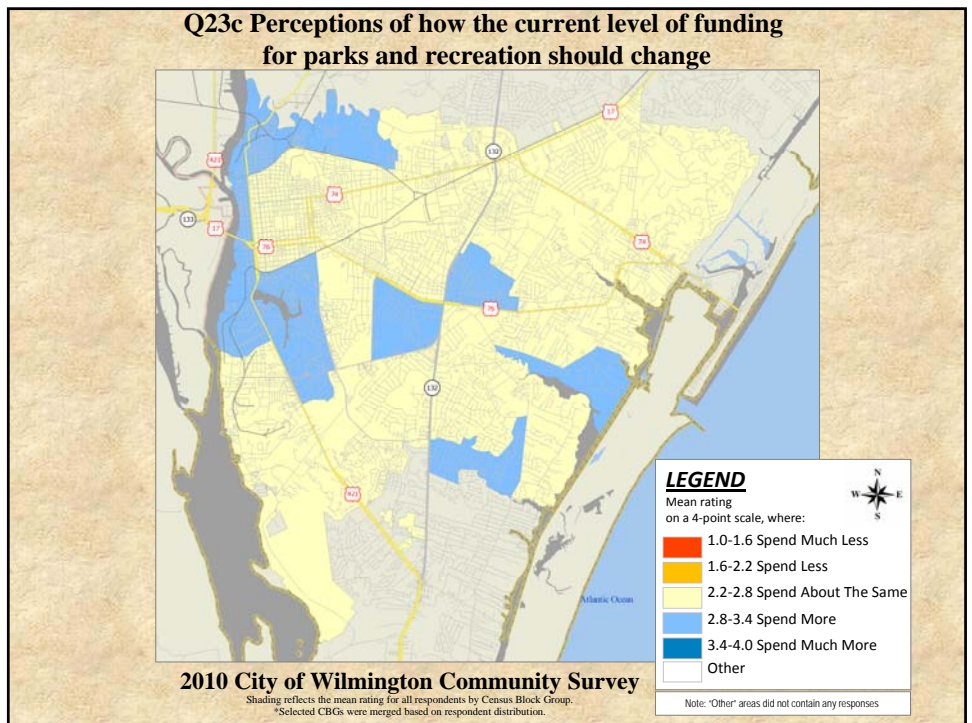 Q23c Perceptions of how the current level of funding
for parks and recreation should change
17
132
421
74
133
17
76
74
76
132
421
Atlantic Ocean
LEGEND
Mean rating
on a 4-point scale, where:
N
W E
S
1.0-1.6 Spend Much Less
1.6-2.2 Spend Less
2.2-2.8 Spend About The Same
2.8-3.4 Spend More
3.4-4.0 Spend Much More
Other
Note: "Other" areas did not contain any responses
2010 City of Wilmington Community Survey
Shading reflects the mean rating for all respondents by Census Block Group.
*Selected CBGs were merged based on respondent distribution.